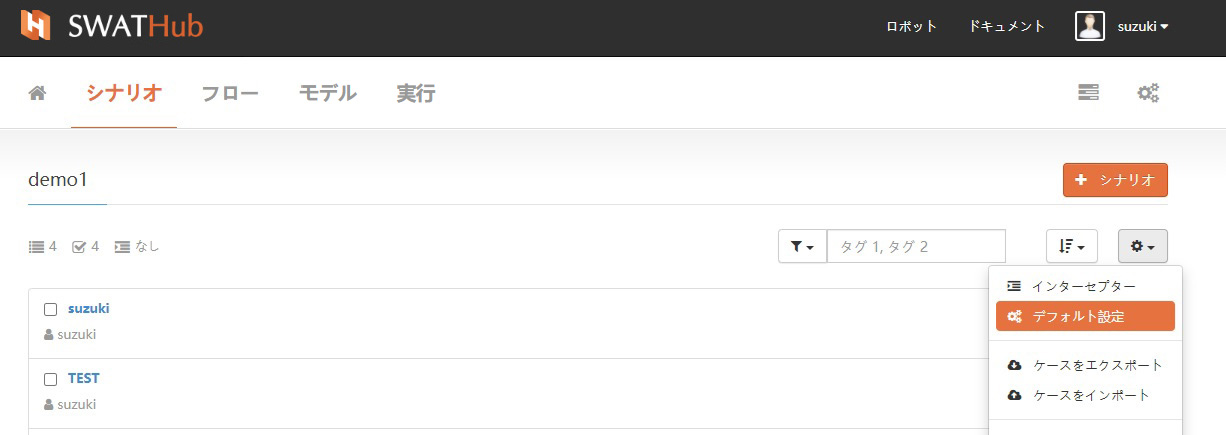 SWATHub
ロボット ドキュメント suzuki
シナリオ フロー モデル 実行
demo1
シナリオ
4 4 なし
タグ 1, タグ 2
インターセプター
デフォルト設定
ケースをエクスポート
ケースをインポート
suzuki
suzuki
TEST
suzuki